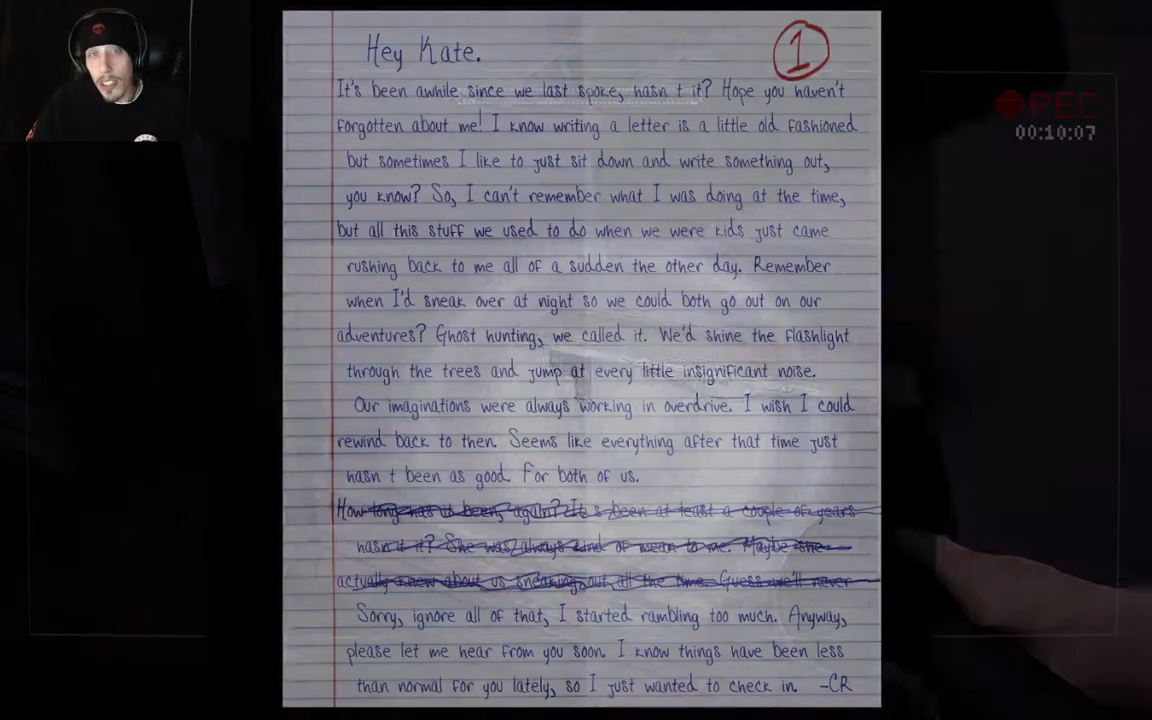 Hey Kate.
1
It's been awhile since we last spoke, hasn t it? Hope you haven't
forgotten about me! I know writing a letter is a little old fashioned
but sometimes I like to just sit down and write something out,
you know? So, I can't remember what I was doing at the time,
but all this stuff we used to do when we were kids just came
rushing back to me all of a sudden the other day. Remember
when I'd sneak over at night so we could both go out on our
adventures? Ghost hunting, we called it. We'd shine the flashlight
through the trees and jump at every little insignificant noise.
Our imaginations were always working in overdrive. I wish I could
rewind back to then. Seems like everything after that time just
hasn t been as good. For both of us.
How long has it been, again? It s been at least a couple of years
hasn t it? She was always kind of mean to me. Maybe she
actually knew about us sneaking out all the time. Guess we'll never
Sorry, ignore all of that, I started rambling too much. Anyway,
please let me hear from you soon. I know things have been less
than normal for you lately, so I just wanted to check in. -CR
REC
00:10:07